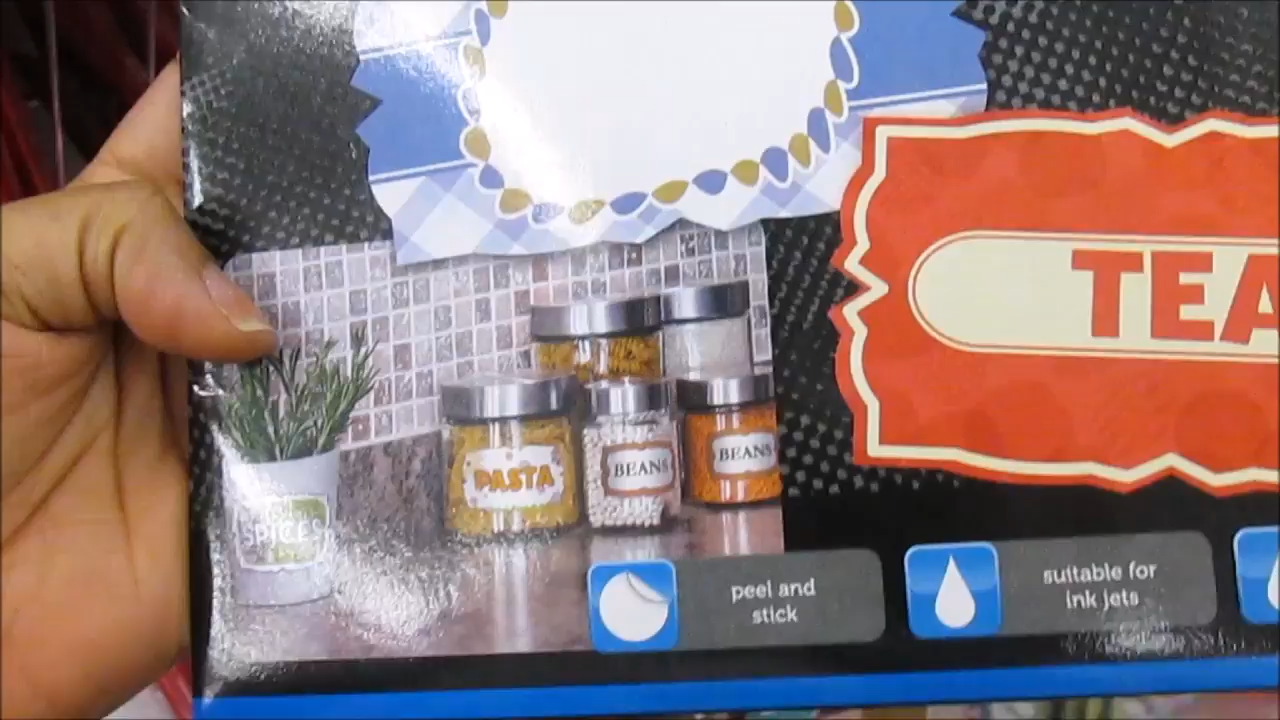 TEA
PASTA
BEANS
BEANS
SPICES
peel and
stick
suitable for
ink jets